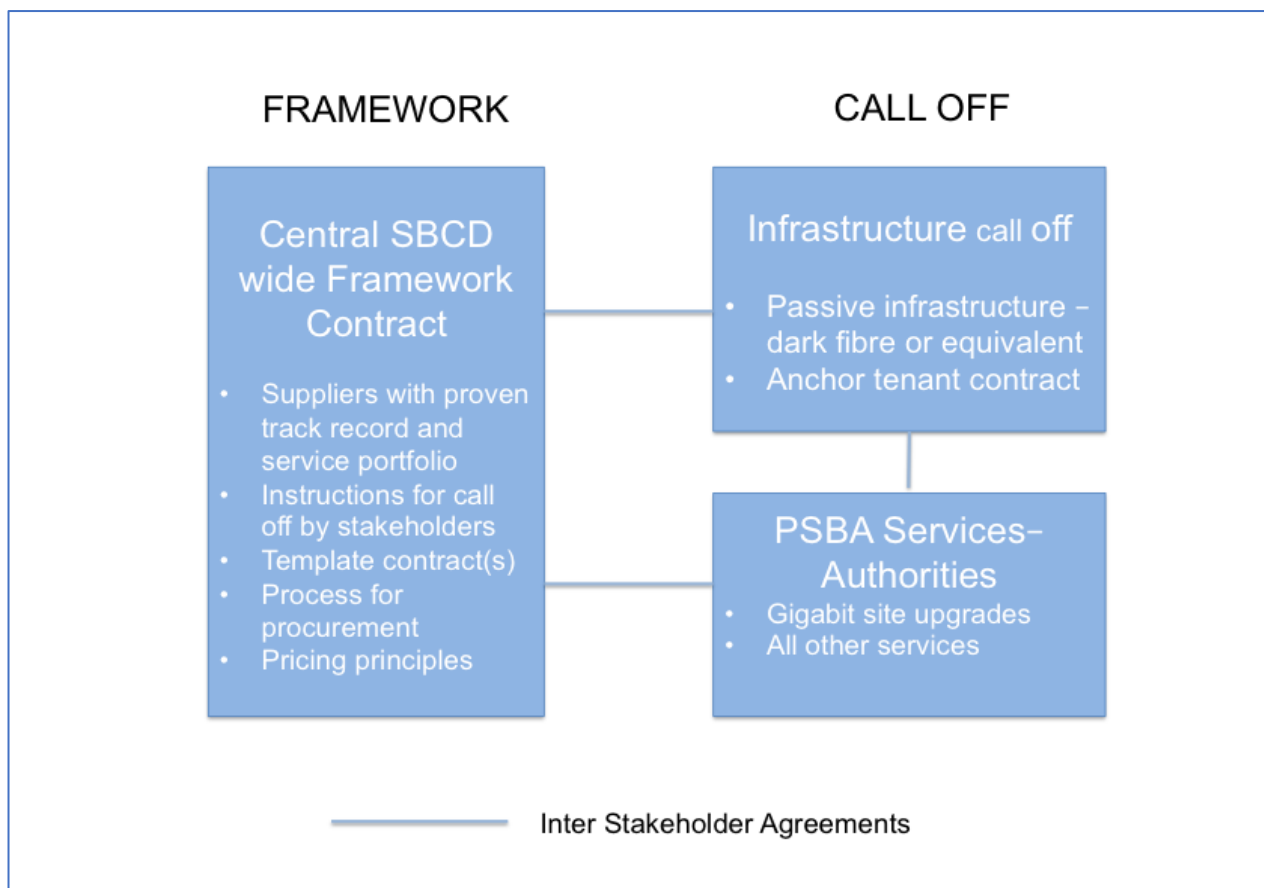 FRAMEWORK
Central SBCD
wide Framework
Contract
• Suppliers with proven
track record and
service portfolio
• Instructions for call
off by stakeholders
• Template contract(s)
• Process for
procurement
• Pricing principles
CALL OFF
Infrastructure call off
• Passive infrastructure –
dark fibre or equivalent
• Anchor tenant contract
PSBA Services–
Authorities
• Gigabit site upgrades
• All other services
Inter Stakeholder Agreements